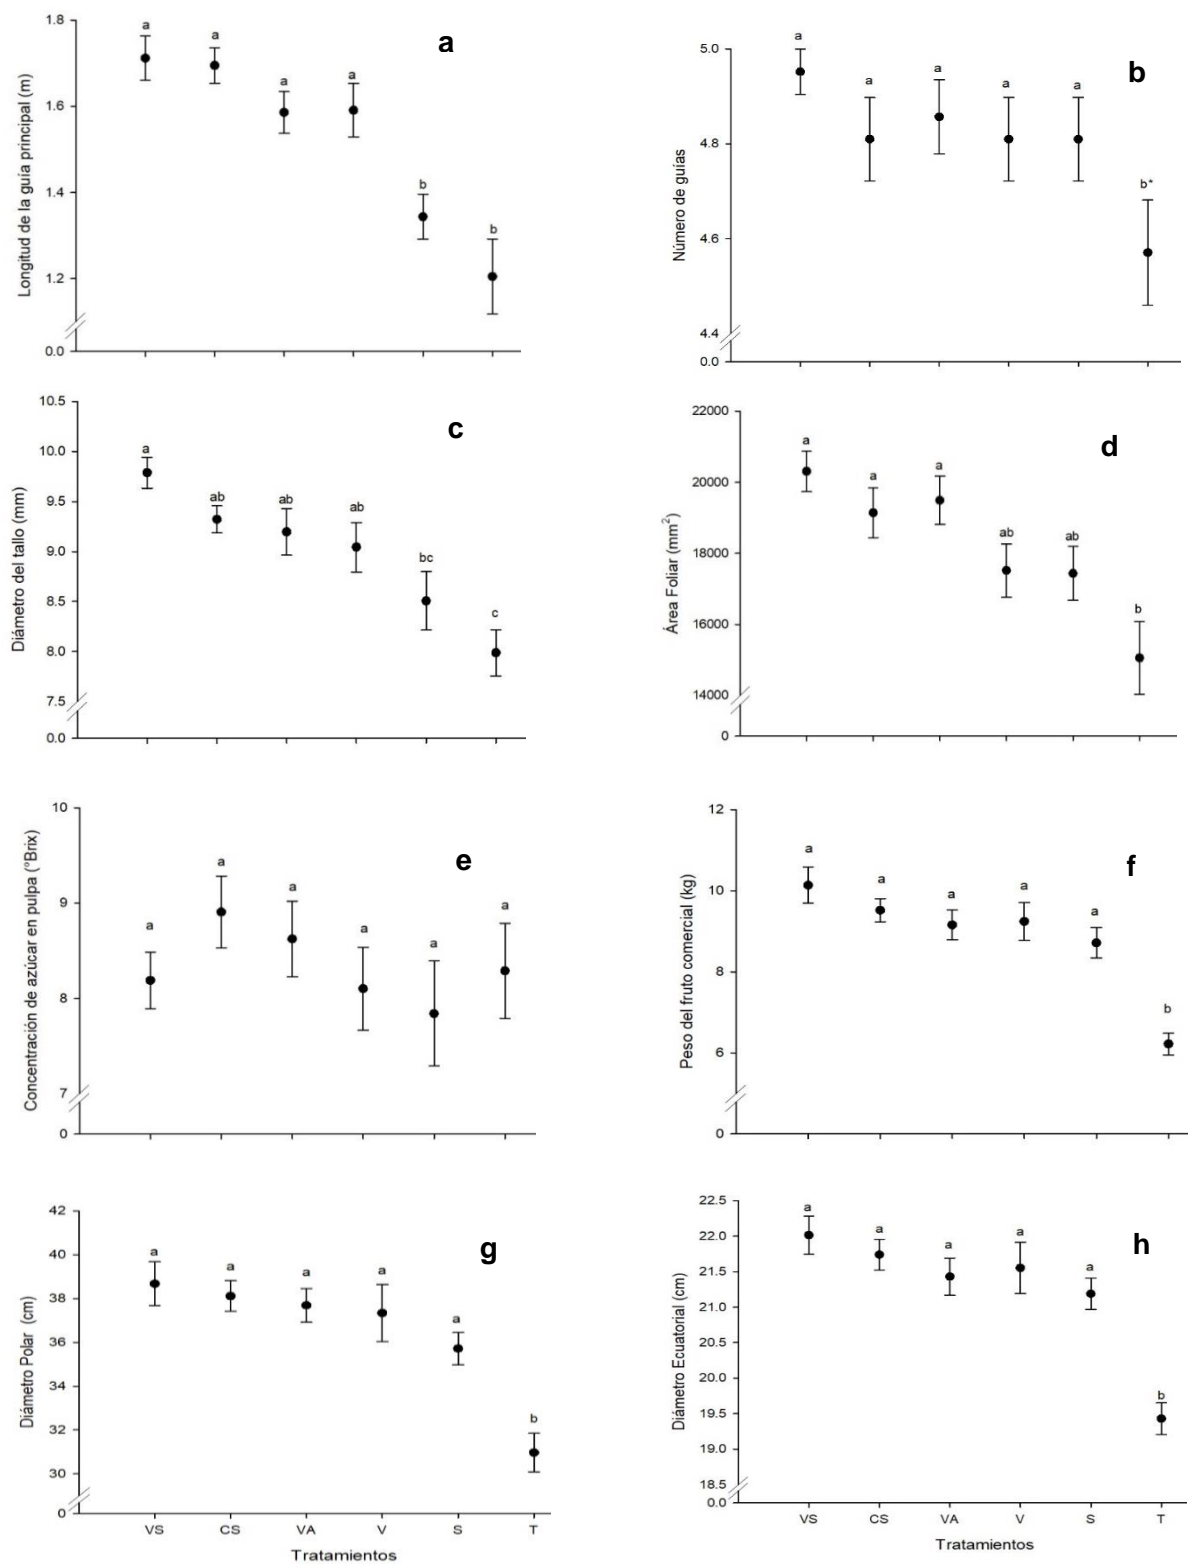 a
Longitud de la guía principal (m)
1.8
1.6
1.4
1.2
0.0
a
a
a
a
b
b
b
Número de guías
5.0
4.8
4.6
4.4
0.0
a
a
a
a
a
b*
c
Diámetro del tallo (mm)
10.5
10.0
9.5
9.0
8.5
8.0
7.5
0.0
a
ab
ab
ab
bc
c
d
Área Foliar (mm²)
22000
20000
18000
16000
14000
0
a
a
a
ab
ab
b
e
Concentración de azúcar en pulpa (°Brix)
10
9
8
7
0
a
a
a
a
a
a
f
Peso del fruto comercial (kg)
12
10
8
6
0
a
a
a
a
a
b
g
Diámetro Polar (cm)
42
40
38
36
34
32
30
0
a
a
a
a
a
b
VS CS VA V S T
Tratamientos
h
Diámetro Ecuatorial (cm)
22.5
22.0
21.5
21.0
20.5
20.0
19.5
19.0
18.5
0.0
a
a
a
a
a
b
VS CS VA V S T
Tratamientos